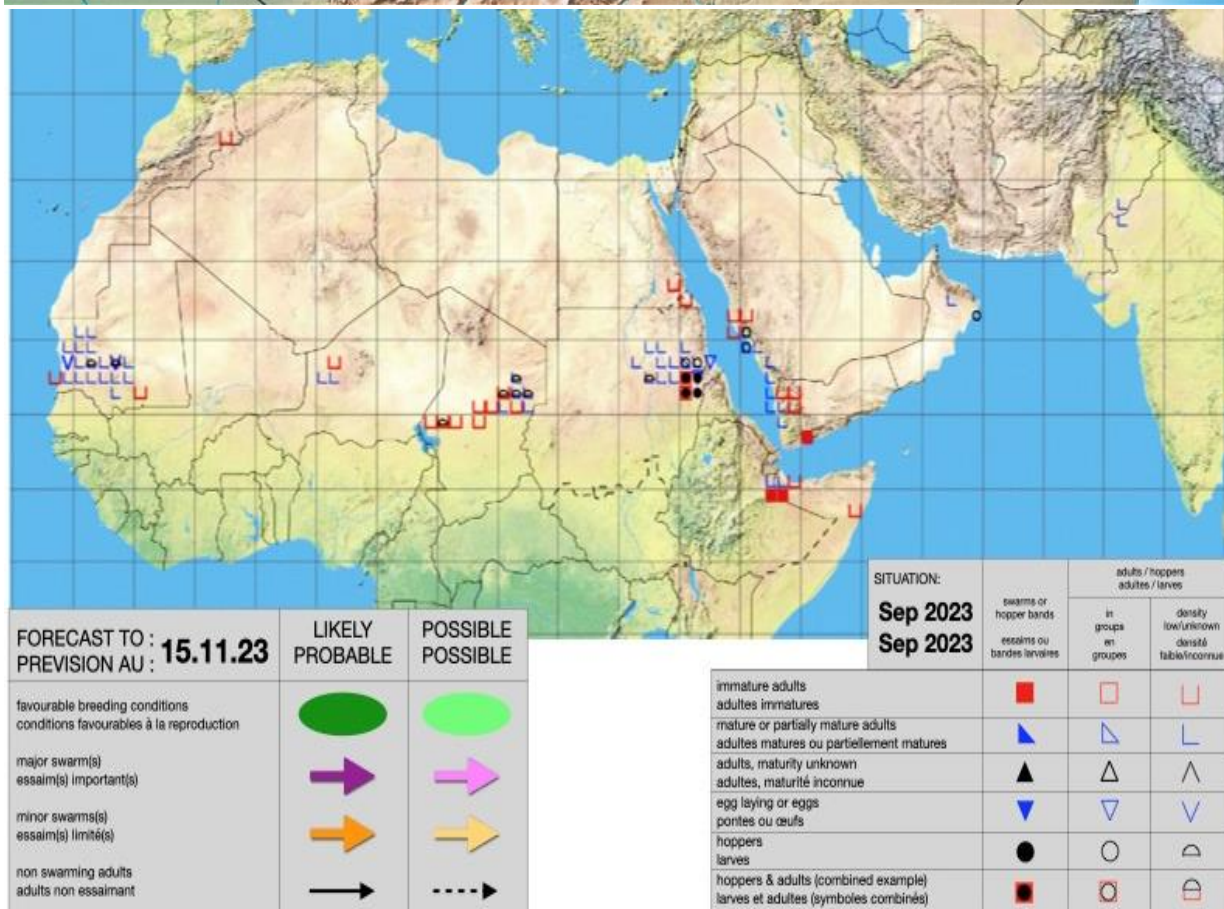 SITUATION:
Sep 2023
Sep 2023
swarms or
hopper bands
essaims ou
bandes larvaires
adults / hoppers
adultes / larves
in
groups
en
groupes
density
low/unknown
densité
faible/inconnue
FORECAST TO :
PREVISION AU :
15.11.23
LIKELY
PROBABLE
POSSIBLE
POSSIBLE
favourable breeding conditions
conditions favourables à la reproduction
major swarm(s)
essaim(s) important(s)
minor swarms(s)
essaim(s) limité(s)
non swarming adults
adults non essaimant
immature adults
adultes immatures
mature or partially mature adults
adultes matures ou partiellement matures
adults, maturity unknown
adultes, maturité inconnue
egg laying or eggs
pontes ou œufs
hoppers
larves
hoppers & adults (combined example)
larves et adultes (symboles combinés)